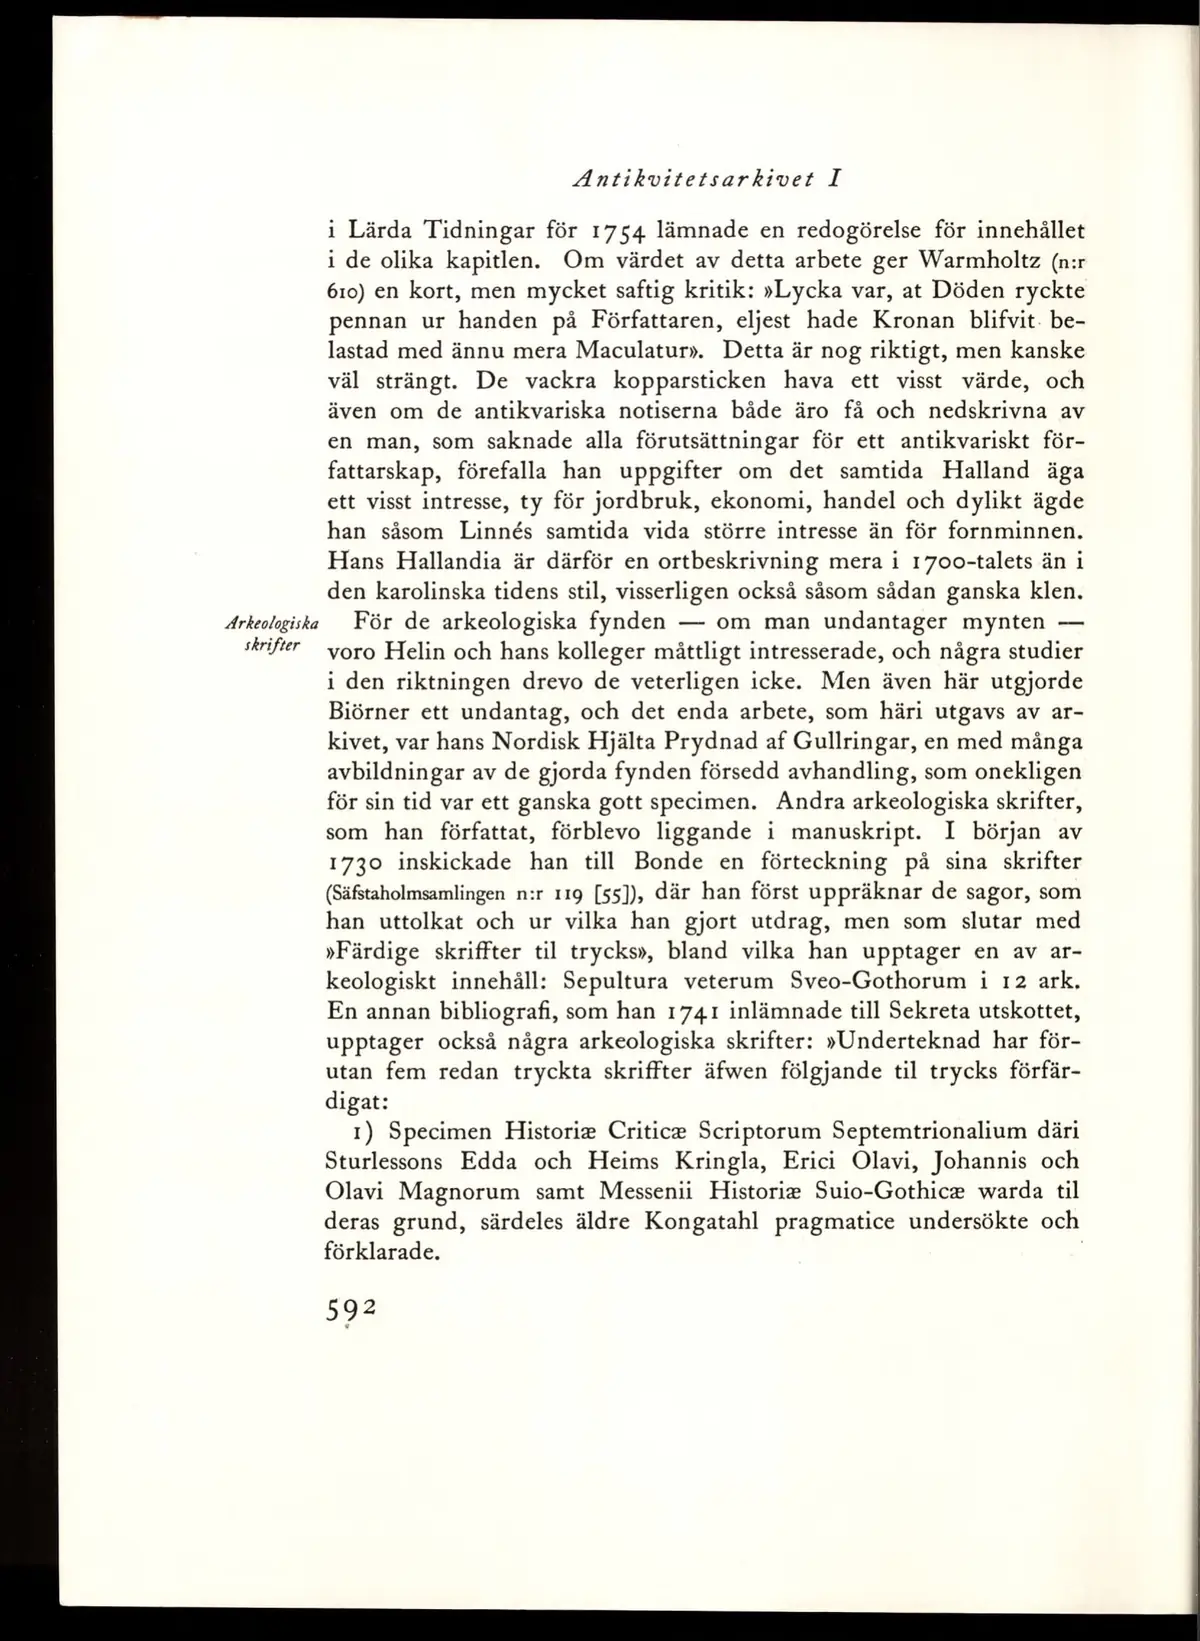 Antikvitetsarkivet I
i Lärda Tidningar för 1754 lämnade en redogörelse för innehållet
i de olika kapitlen. Om värdet av detta arbete ger Warmholtz (n:r
610) en kort, men mycket saftig kritik: »Lycka var, at Döden ryckte
pennan ur handen på Författaren, eljest hade Kronan blifvit be-
lastad med ännu mera Maculatur». Detta är nog riktigt, men kanske
väl strängt. De vackra kopparsticken hava ett visst värde, och
även om de antikvariska notiserna både äro få och nedskrivna av
en man, som saknade alla förutsättningar för ett antikvariskt för-
fattarskap, förefalla han uppgifter om det samtida Halland äga
ett visst intresse, ty för jordbruk, ekonomi, handel och dylikt ägde
han såsom Linnés samtida vida större intresse än för fornminnen.
Hans Hallandia är därför en ortbeskrivning mera i 1700-talets än i
den karolinska tidens stil, visserligen också såsom sådan ganska klen.
Arkeologiska
skrifter
För de arkeologiska fynden — om man undantager mynten —
voro Helin och hans kolleger måttligt intresserade, och några studier
i den riktningen drevo de veterligen icke. Men även här utgjorde
Biörner ett undantag, och det enda arbete, som häri utgavs av ar-
kivet, var hans Nordisk Hjälta Prydnad af Gullringar, en med många
avbildningar av de gjorda fynden försedd avhandling, som onekligen
för sin tid var ett ganska gott specimen. Andra arkeologiska skrifter,
som han författat, förblevo liggande i manuskript. I början av
1730 inskickade han till Bonde en förteckning på sina skrifter
(Säfstaholmsamlingen n:r 119 [55]), där han först uppräknar de sagor, som
han uttolkat och ur vilka han gjort utdrag, men som slutar med
»Färdige skriffter til trycks», bland vilka han upptager en av ar-
keologiskt innehåll: Sepultura veterum Sveo-Gothorum i 12 ark.
En annan bibliografi, som han 1741 inlämnade till Sekreta utskottet,
upptager också några arkeologiska skrifter: »Underteknad har för-
utan fem redan tryckta skriffter äfwen fölgjande til trycks förfär-
digat:
1) Specimen Historiæ Criticæ Scriptorum Septemtrionalium däri
Sturlessons Edda och Heims Kringla, Erici Olavi, Johannis och
Olavi Magnorum samt Messenii Historiæ Suio-Gothicæ warda til
deras grund, särdeles äldre Kongatahl pragmatice undersökte och
förklarade.
592